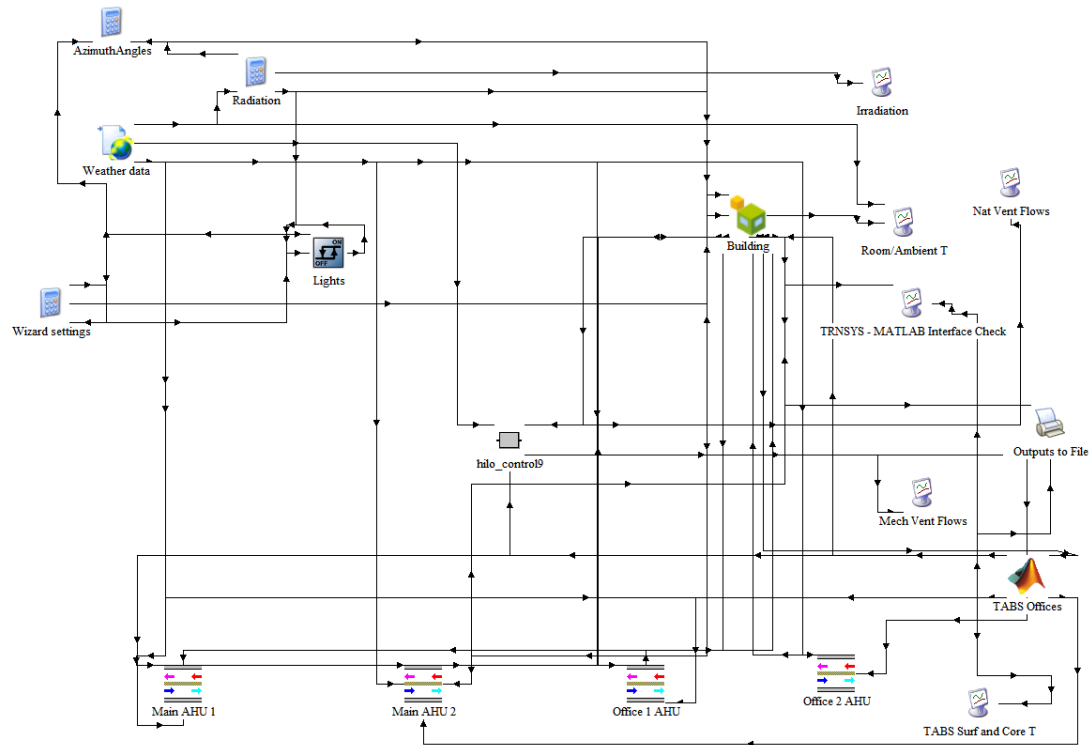 AzimuthAngles
Radiation
Irradiation
Weather data
Nat Vent Flows
Building
Room/Ambient T
ON
OFF
Lights
Wizard settings
TRNSYS - MATLAB Interface Check
hilo_control9
Outputs to File
Mech Vent Flows
TABS Offices
Main AHU 1
Main AHU 2
Office 1 AHU
Office 2 AHU
TABS Surf and Core T